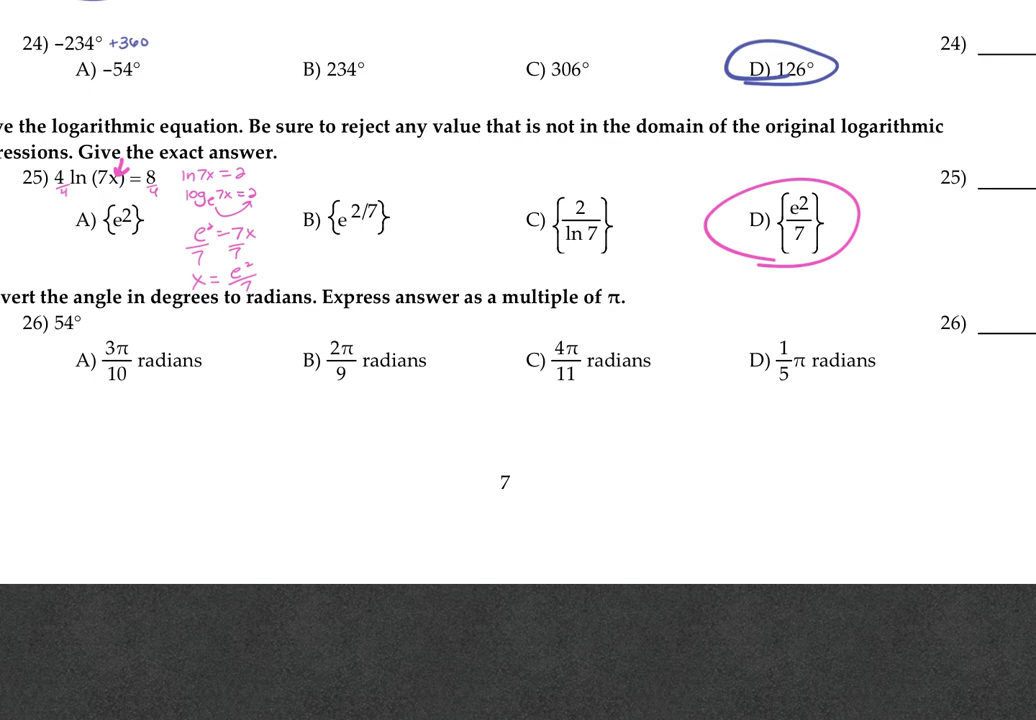 24) –234° +360
A) –54° B) 234° C) 306° D) 126° 24)
ve the logarithmic equation. Be sure to reject any value that is not in the domain of the original logarithmic
ressions. Give the exact answer.
25) 4 ln (7x) = 8 25)
4 4
ln 7x = 2
logₑ 7x = 2
e² = 7x
7 7
x = e²/7
A) {e²} B) {e^2/7} C) {2/ln 7} D) {e²/7}
vert the angle in degrees to radians. Express answer as a multiple of π.
26) 54° 26)
A) 3π/10 radians B) 2π/9 radians C) 4π/11 radians D) 1/5 π radians
7